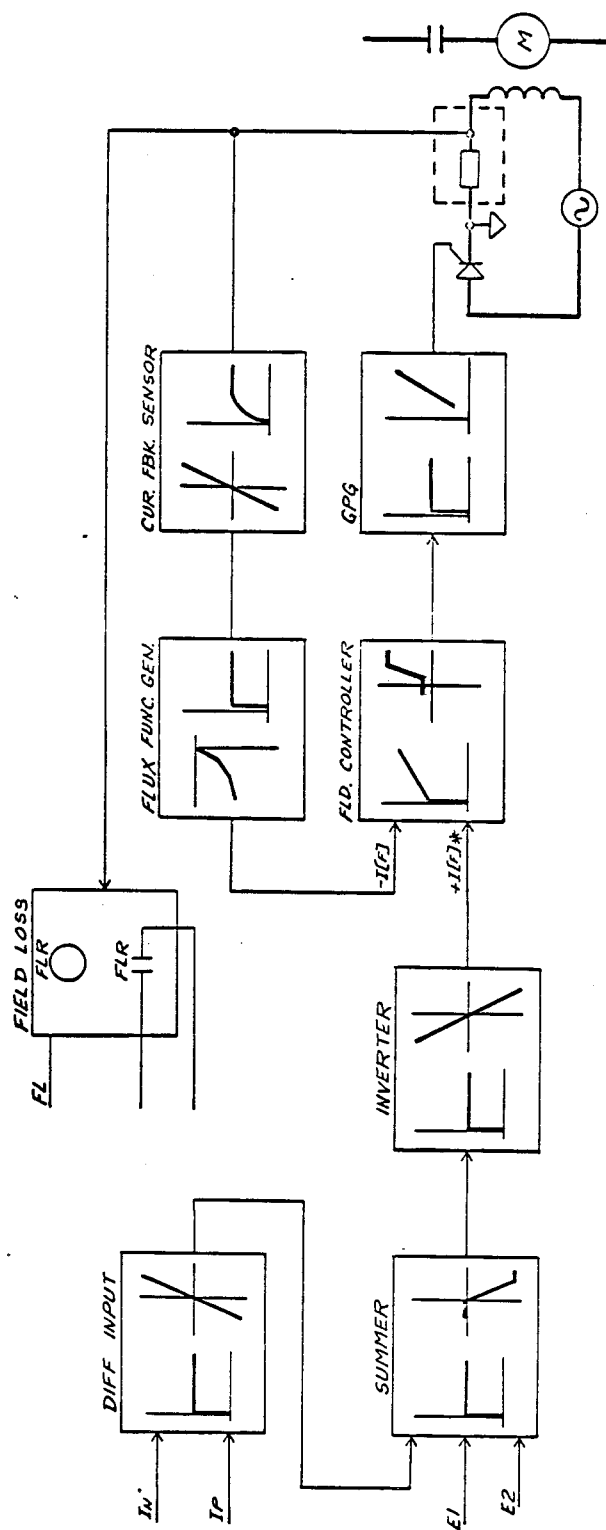 FIELD LOSS
FLR
FL
FLR
DIFF INPUT
IN
IP
FLUX FUNC. GEN.
CUR. FBK. SENSOR
-I[F]
+I[F]*
FLD. CONTROLLER
GPG
M
SUMMER
E1
E2
INVERTER